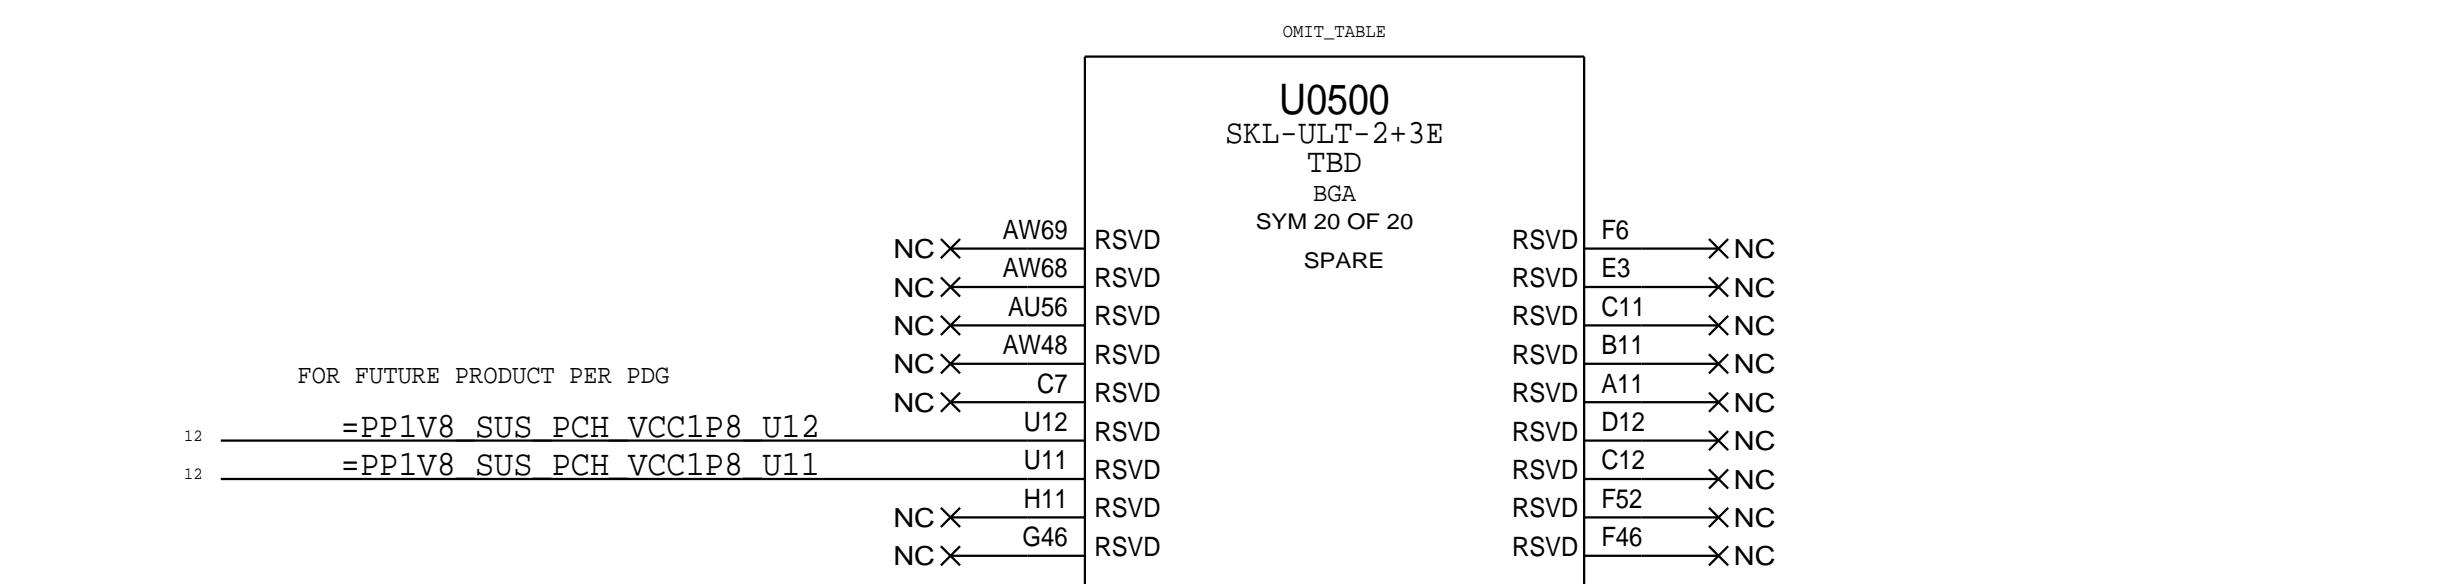 OMIT_TABLE
U0500
SKL-ULT-2+3E
TBD
BGA
SYM 20 OF 20
SPARE
NC AW69 RSVD RSVD F6 NC
NC AW68 RSVD RSVD E3 NC
NC AU56 RSVD RSVD C11 NC
NC AW48 RSVD RSVD B11 NC
FOR FUTURE PRODUCT PER PDG
NC C7 RSVD RSVD A11 NC
12 =PP1V8_SUS_PCH_VCC1P8_U12 U12 RSVD RSVD D12 NC
12 =PP1V8_SUS_PCH_VCC1P8_U11 U11 RSVD RSVD C12 NC
NC H11 RSVD RSVD F52 NC
NC G46 RSVD RSVD F46 NC